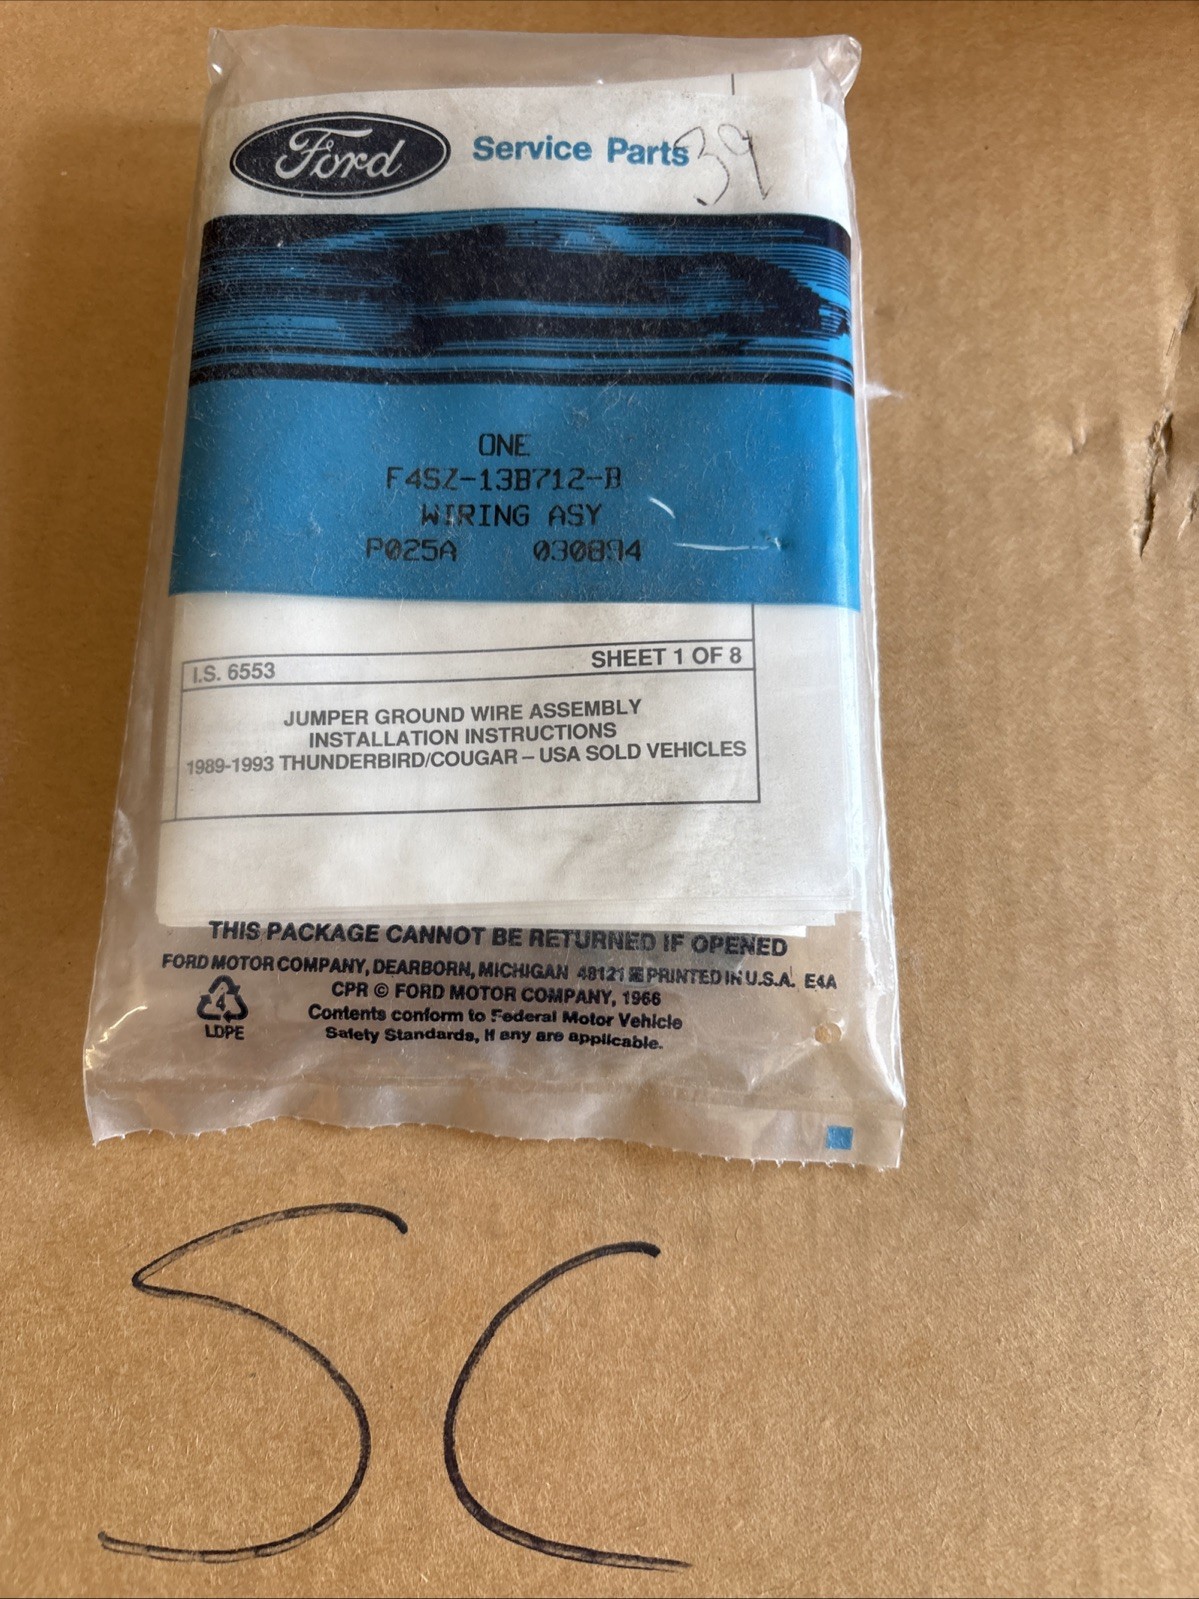 Ford Service Parts 39
ONE
F4SZ-13B712-B
WIRING ASY
P025A 030894
I.S. 6553 SHEET 1 OF 8
JUMPER GROUND WIRE ASSEMBLY
INSTALLATION INSTRUCTIONS
1989-1993 THUNDERBIRD/COUGAR – USA SOLD VEHICLES
THIS PACKAGE CANNOT BE RETURNED IF OPENED
FORD MOTOR COMPANY, DEARBORN, MICHIGAN 48121 PRINTED IN U.S.A. E4A
CPR © FORD MOTOR COMPANY, 1966
Contents conform to Federal Motor Vehicle
Safety Standards, If any are applicable.
4
LDPE
SC